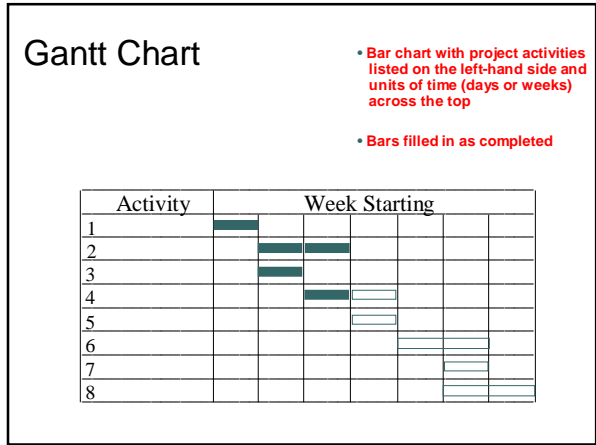 Gantt Chart
• Bar chart with project activities
listed on the left-hand side and
units of time (days or weeks)
across the top
• Bars filled in as completed
Activity Week Starting
1
2
3
4
5
6
7
8